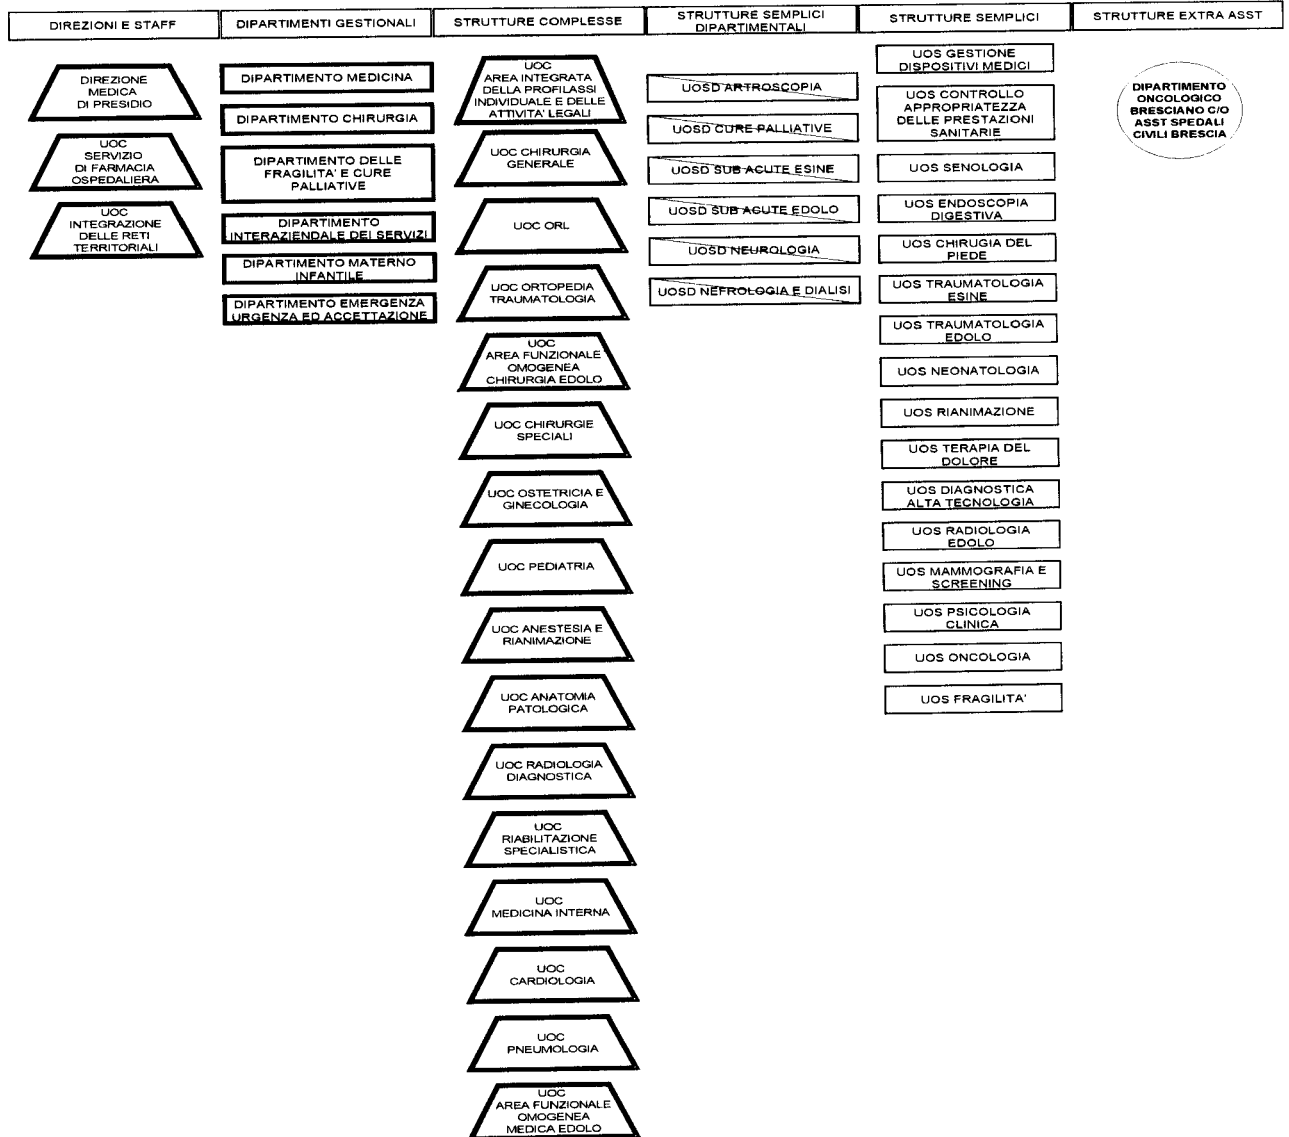 DIREZIONI E STAFF
DIPARTIMENTI GESTIONALI
STRUTTURE COMPLESSE
STRUTTURE SEMPLICI
DIPARTIMENTALI
STRUTTURE SEMPLICI
STRUTTURE EXTRA ASST
DIREZIONE
MEDICA
DI PRESIDIO
UOC
SERVIZIO
DI FARMACIA
OSPEDALIERA
UOC
INTEGRAZIONE
DELLE RETI
TERRITORIALI
DIPARTIMENTO MEDICINA
DIPARTIMENTO CHIRURGIA
DIPARTIMENTO DELLE
FRAGILITA' E CURE
PALLIATIVE
DIPARTIMENTO
INTERAZIENDALE DEI SERVIZI
DIPARTIMENTO MATERNO
INFANTILE
DIPARTIMENTO EMERGENZA
URGENZA ED ACCETTAZIONE
UOC
AREA INTEGRATA
DELLA PROFILASSI
INDIVIDUALE E DELLE
ATTIVITA' LEGALI
UOC CHIRURGIA
GENERALE
UOC ORL
UOC ORTOPEDIA
TRAUMATOLOGIA
UOC
AREA FUNZIONALE
OMOGENEA
CHIRURGIA EDOLO
UOC CHIRURGIE
SPECIALI
UOC OSTETRICIA E
GINECOLOGIA
UOC PEDIATRIA
UOC ANESTESIA E
RIANIMAZIONE
UOC ANATOMIA
PATOLOGICA
UOC RADIOLOGIA
DIAGNOSTICA
UOC
RIABILITAZIONE
SPECIALISTICA
UOC
MEDICINA INTERNA
UOC
CARDIOLOGIA
UOC
PNEUMOLOGIA
UOC
AREA FUNZIONALE
OMOGENEA
MEDICA EDOLO
UOSD ARTROSCOPIA
UOSD CURE PALLIATIVE
UOSD SUB ACUTE ESINE
UOSD SUB ACUTE EDOLO
UOSD NEUROLOGIA
UOSD NEFROLOGIA E DIALISI
UOS GESTIONE
DISPOSITIVI MEDICI
UOS CONTROLLO
APPROPRIATEZZA
DELLE PRESTAZIONI
SANITARIE
UOS SENOLOGIA
UOS ENDOSCOPIA
DIGESTIVA
UOS CHIRUGIA DEL
PIEDE
UOS TRAUMATOLOGIA
ESINE
UOS TRAUMATOLOGIA
EDOLO
UOS NEONATOLOGIA
UOS RIANIMAZIONE
UOS TERAPIA DEL
DOLORE
UOS DIAGNOSTICA
ALTA TECNOLOGIA
UOS RADIOLOGIA
EDOLO
UOS MAMMOGRAFIA E
SCREENING
UOS PSICOLOGIA
CLINICA
UOS ONCOLOGIA
UOS FRAGILITA'
DIPARTIMENTO
ONCOLOGICO
BRESCIANO C/O
ASST SPEDALI
CIVILI BRESCIA